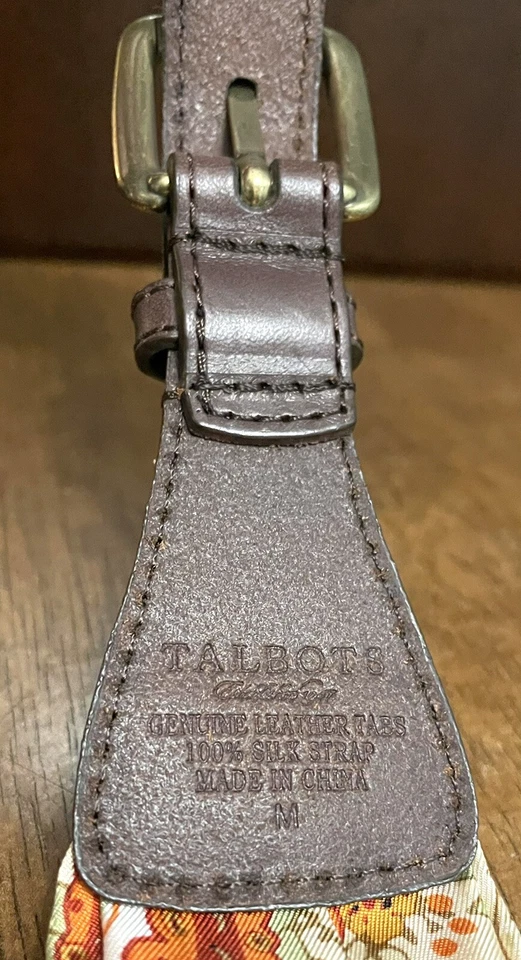 TALBOTS
GENUINE LEATHER TABS
100% SILK STRAP
MADE IN CHINA
M